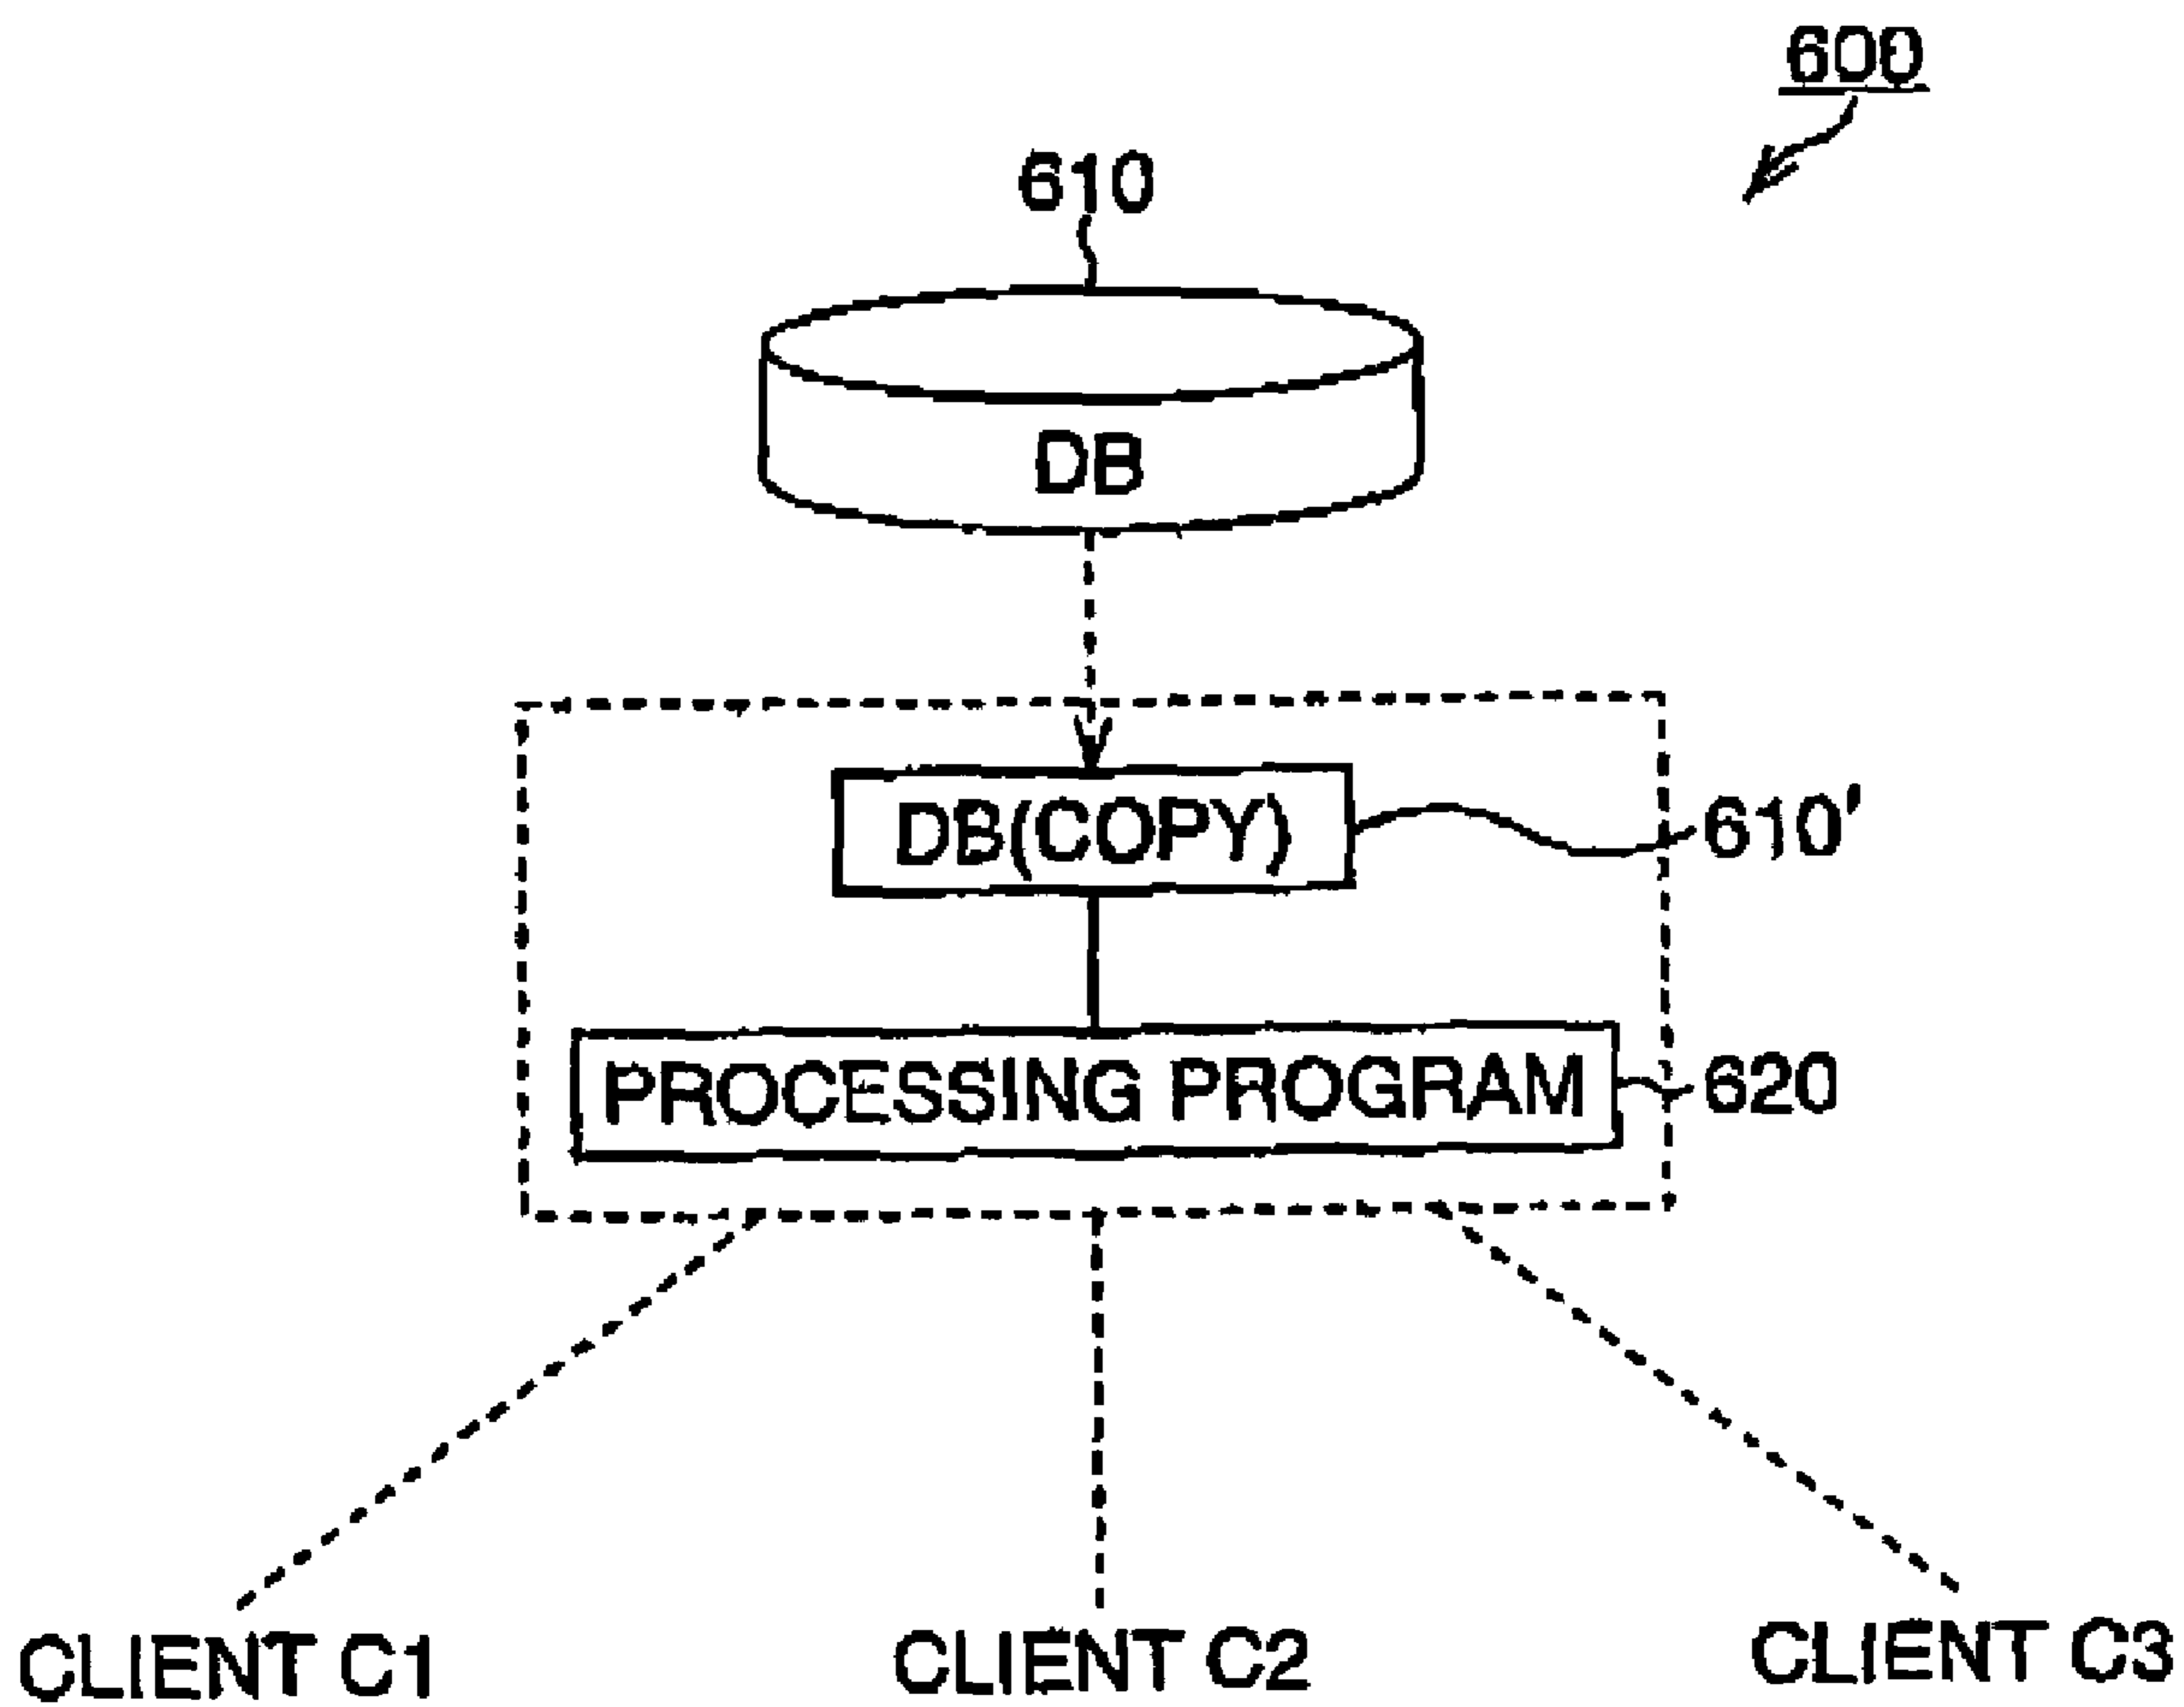 600
610
DB
DB(COPY)
610'
PROCESSING PROGRAM
620
CLIENT C1
CLIENT C2
CLIENT C3